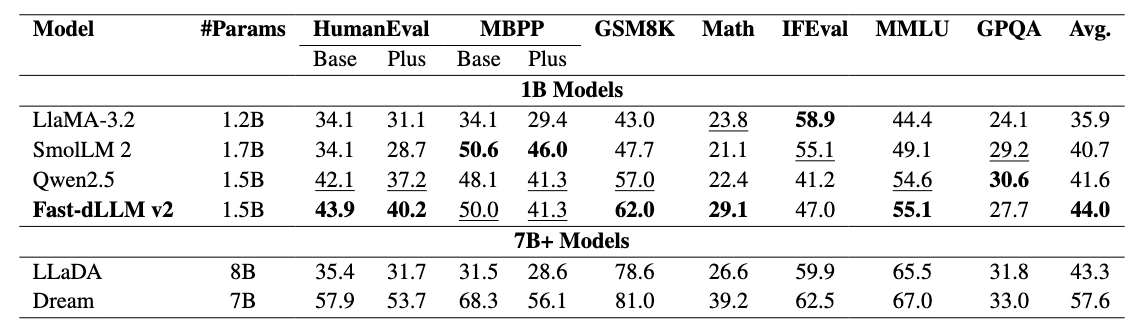 Model #Params HumanEval MBPP GSM8K Math IFEval MMLU GPQA Avg.
Base Plus Base Plus
1B Models
LlaMA-3.2 1.2B 34.1 31.1 34.1 29.4 43.0 23.8 58.9 44.4 24.1 35.9
SmolLM 2 1.7B 34.1 28.7 50.6 46.0 47.7 21.1 55.1 49.1 29.2 40.7
Qwen2.5 1.5B 42.1 37.2 48.1 41.3 57.0 22.4 41.2 54.6 30.6 41.6
Fast-dLLM v2 1.5B 43.9 40.2 50.0 41.3 62.0 29.1 47.0 55.1 27.7 44.0
7B+ Models
LLaDA 8B 35.4 31.7 31.5 28.6 78.6 26.6 59.9 65.5 31.8 43.3
Dream 7B 57.9 53.7 68.3 56.1 81.0 39.2 62.5 67.0 33.0 57.6